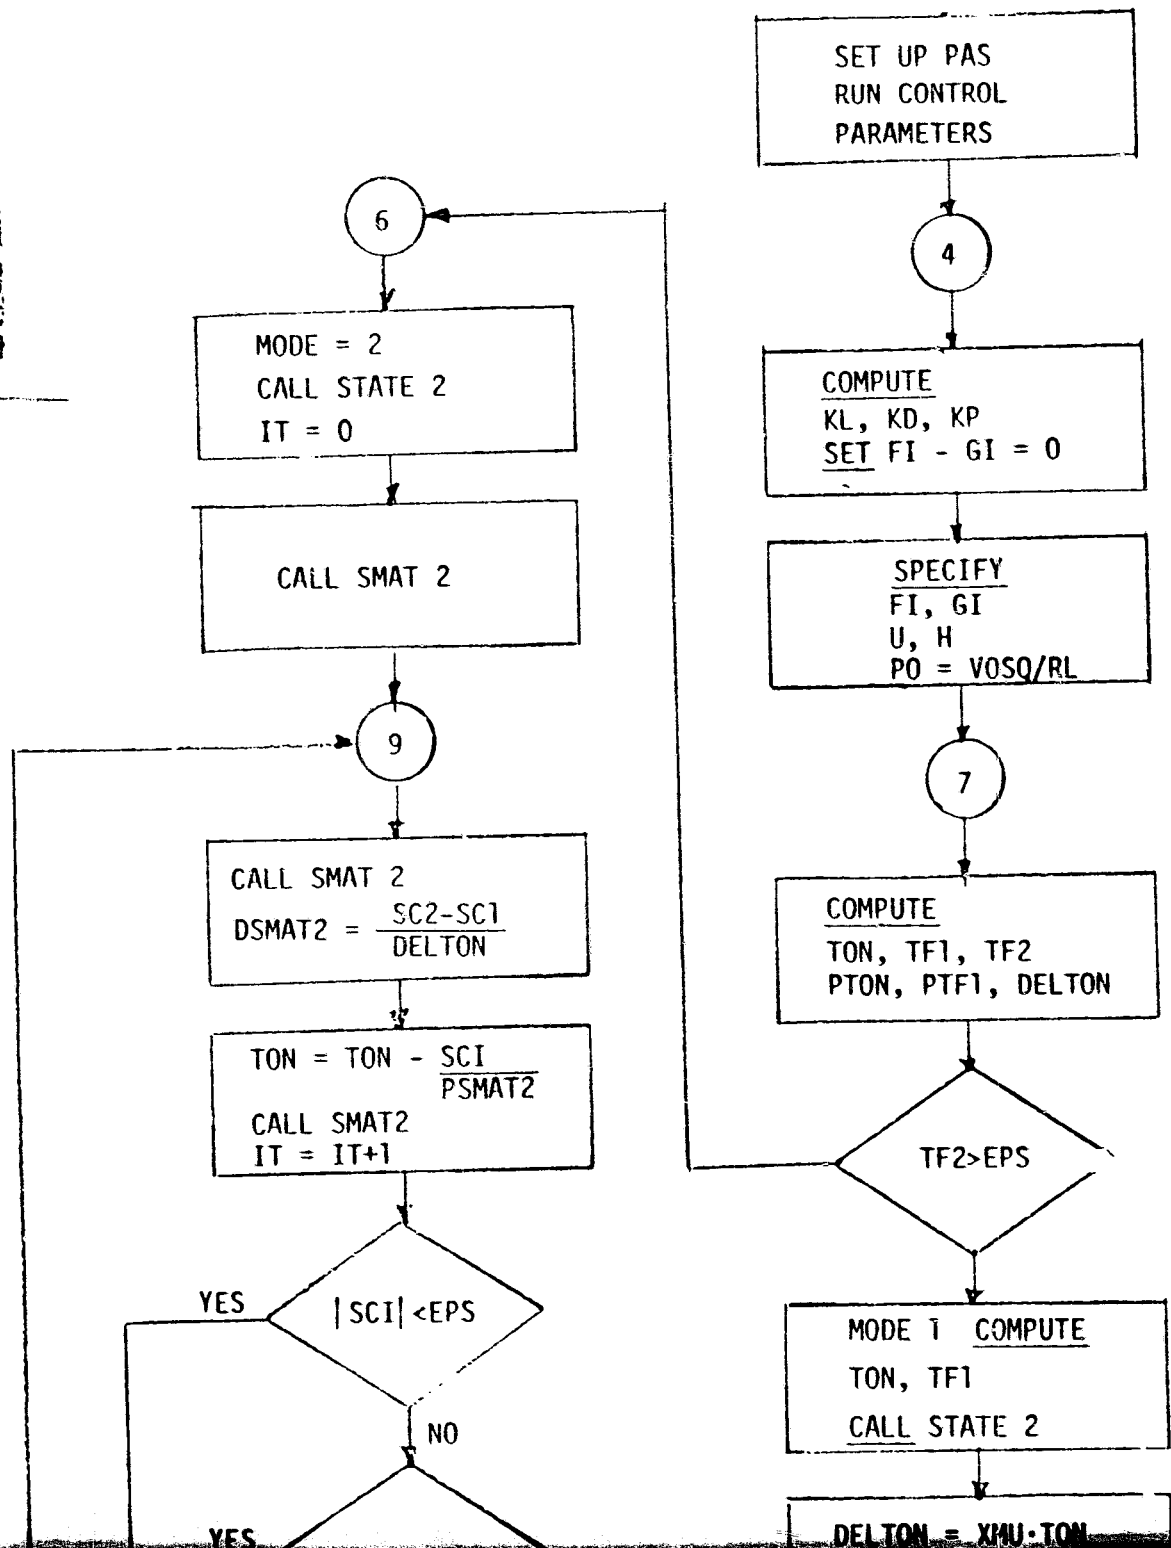 SET UP PAS
RUN CONTROL
PARAMETERS
4
COMPUTE
KL, KD, KP
SET FI - GI = 0
SPECIFY
FI, GI
U, H
PO = VOSQ/RL
7
COMPUTE
TON, TF1, TF2
PTON, PTF1, DELTON
TF2>EPS
MODE 1 COMPUTE
TON, TF1
CALL STATE 2
DELTON = XMU·TON
6
MODE = 2
CALL STATE 2
IT = 0
CALL SMAT 2
9
CALL SMAT 2
DSMAT2 = SC2-SC1
DELTON
TON = TON - SCI
PSMAT2
CALL SMAT2
IT = IT+1
|SCI|<EPS
YES
NO
YES